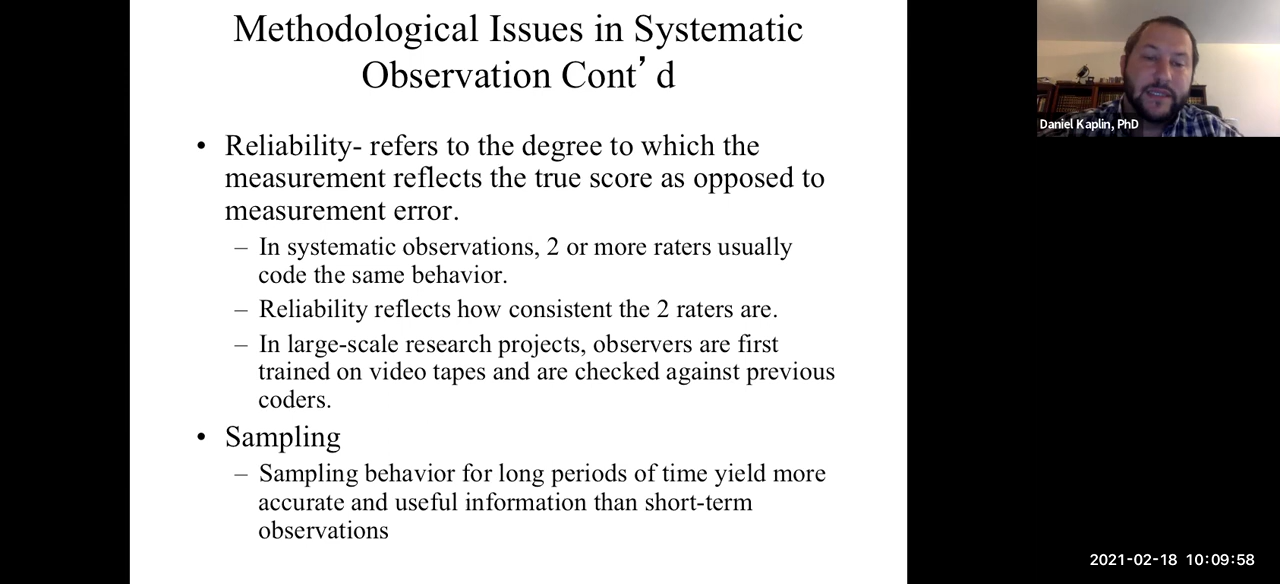 Methodological Issues in Systematic
Observation Cont’d
• Reliability- refers to the degree to which the
measurement reflects the true score as opposed to
measurement error.
– In systematic observations, 2 or more raters usually
code the same behavior.
– Reliability reflects how consistent the 2 raters are.
– In large-scale research projects, observers are first
trained on video tapes and are checked against previous
coders.
• Sampling
– Sampling behavior for long periods of time yield more
accurate and useful information than short-term
observations
Daniel Kaplin, PhD
2021-02-18 10:09:58